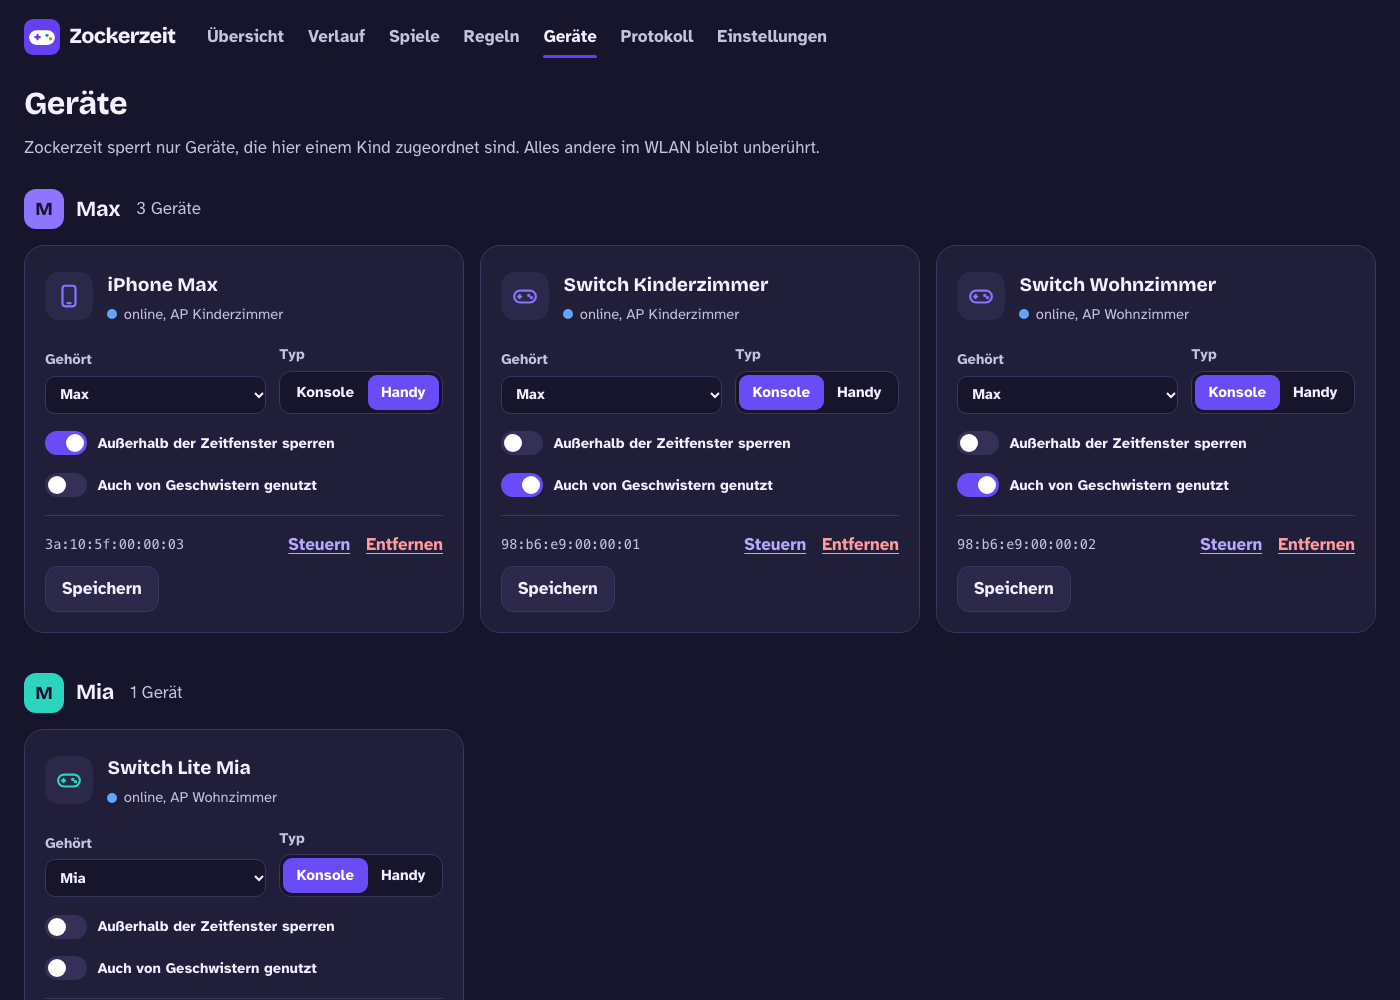 Zockerzeit Übersicht Verlauf Spiele Regeln Geräte Protokoll Einstellungen
Geräte
Zockerzeit sperrt nur Geräte, die hier einem Kind zugeordnet sind. Alles andere im WLAN bleibt unberührt.
M Max 3 Geräte
iPhone Max
online, AP Kinderzimmer
Gehört Typ
Max Konsole Handy
Außerhalb der Zeitfenster sperren
Auch von Geschwistern genutzt
3a:10:5f:00:00:03 Steuern Entfernen
Speichern
Switch Kinderzimmer
online, AP Kinderzimmer
Gehört Typ
Max Konsole Handy
Außerhalb der Zeitfenster sperren
Auch von Geschwistern genutzt
98:b6:e9:00:00:01 Steuern Entfernen
Speichern
Switch Wohnzimmer
online, AP Wohnzimmer
Gehört Typ
Max Konsole Handy
Außerhalb der Zeitfenster sperren
Auch von Geschwistern genutzt
98:b6:e9:00:00:02 Steuern Entfernen
Speichern
M Mia 1 Gerät
Switch Lite Mia
online, AP Wohnzimmer
Gehört Typ
Mia Konsole Handy
Außerhalb der Zeitfenster sperren
Auch von Geschwistern genutzt